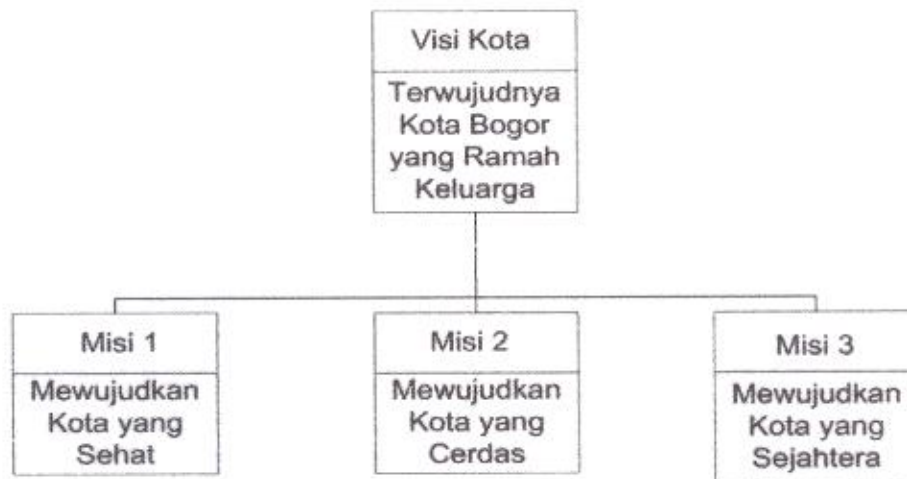 Visi Kota
Terwujudnya
Kota Bogor
yang Ramah
Keluarga
Misi 1
Mewujudkan
Kota yang
Sehat
Misi 2
Mewujudkan
Kota yang
Cerdas
Misi 3
Mewujudkan
Kota yang
Sejahtera